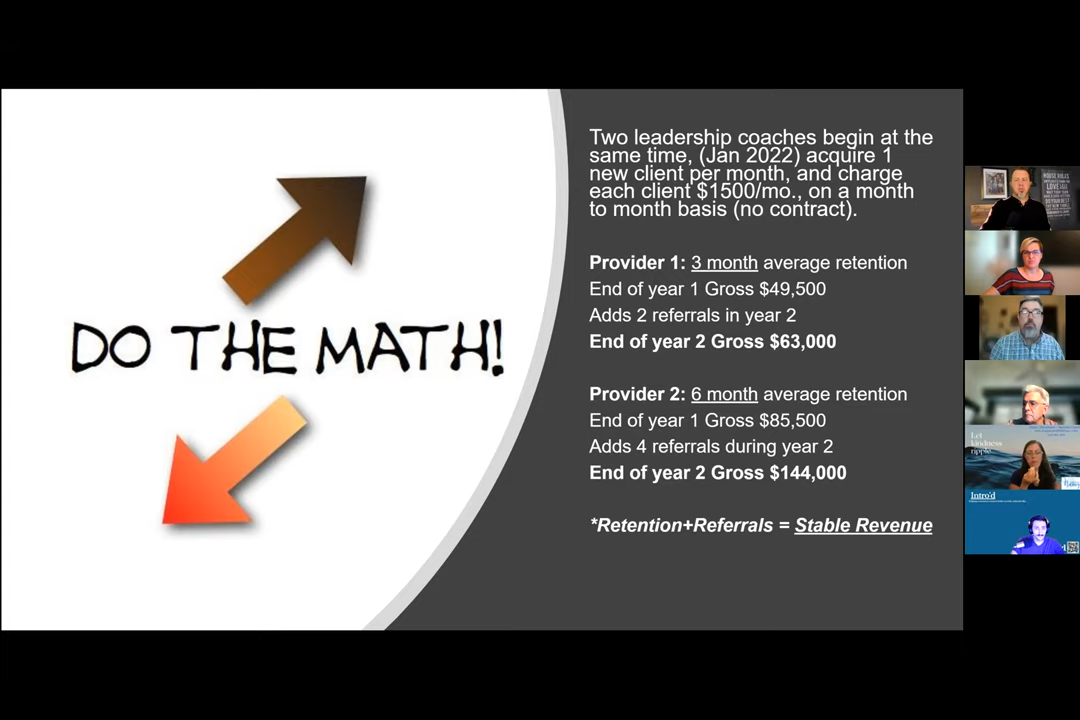 DO THE MATH!
Two leadership coaches begin at the
same time, (Jan 2022) acquire 1
new client per month, and charge
each client $1500/mo., on a month
to month basis (no contract).
Provider 1: 3 month average retention
End of year 1 Gross $49,500
Adds 2 referrals in year 2
End of year 2 Gross $63,000
Provider 2: 6 month average retention
End of year 1 Gross $85,500
Adds 4 referrals during year 2
End of year 2 Gross $144,000
*Retention+Referrals = Stable Revenue
HOUSE RULES
Let
kindness
ripple
Intro'd